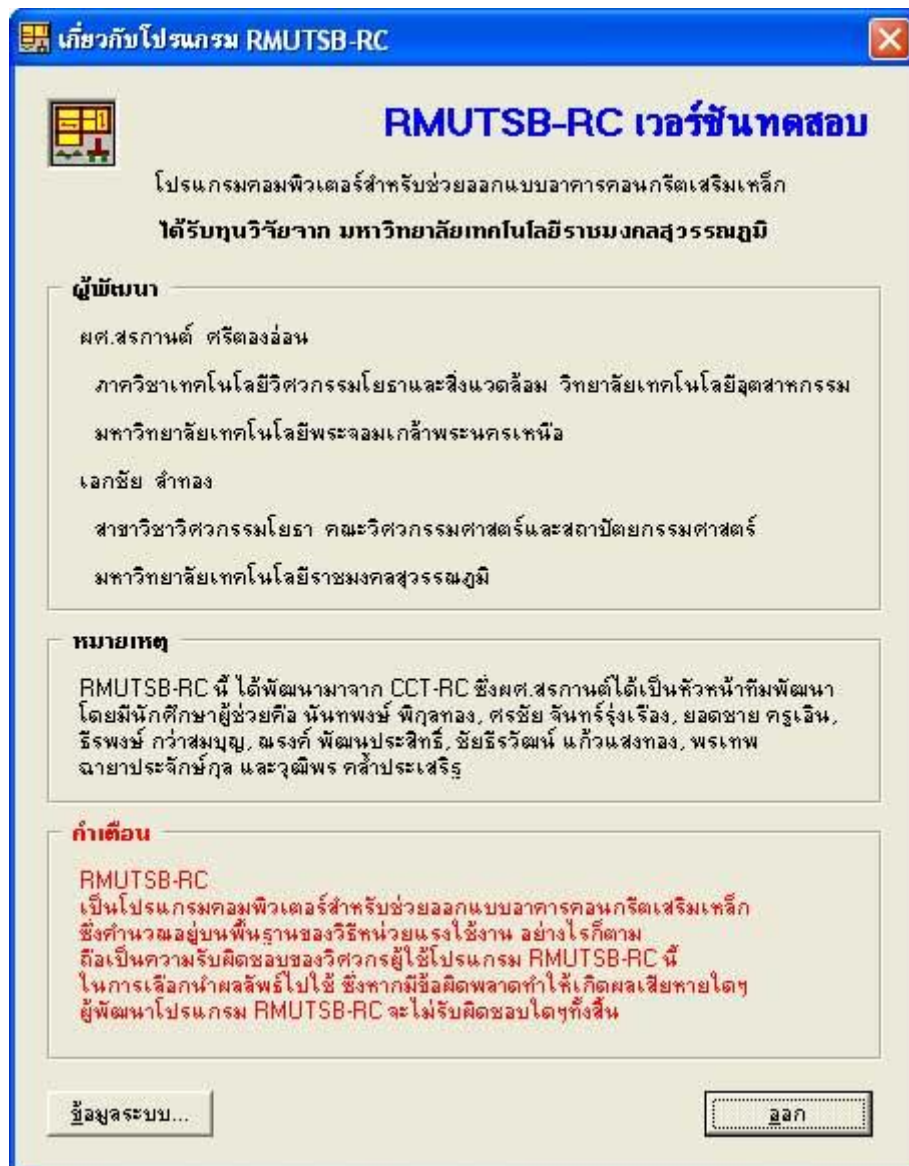 เกี่ยวกับโปรแกรม RMUTSB-RC
RMUTSB-RC เวอร์ชันทดสอบ
โปรแกรมคอมพิวเตอร์สำหรับช่วยออกแบบอาคารคอนกรีตเสริมเหล็ก
ได้รับทุนวิจัยจาก มหาวิทยาลัยเทคโนโลยีราชมงคลสุวรรณภูมิ
ผู้พัฒนา
ผศ.สรกานต์ ศรีตองอ่อน
ภาควิชาเทคโนโลยีวิศวกรรมโยธาและสิ่งแวดล้อม วิทยาลัยเทคโนโลยีอุตสาหกรรม
มหาวิทยาลัยเทคโนโลยีพระจอมเกล้าพระนครเหนือ
เอกชัย ลำทอง
สาขาวิชาวิศวกรรมโยธา คณะวิศวกรรมศาสตร์และสถาปัตยกรรมศาสตร์
มหาวิทยาลัยเทคโนโลยีราชมงคลสุวรรณภูมิ
หมายเหตุ
RMUTSB-RC นี้ ได้พัฒนามาจาก CCT-RC ซึ่งผศ.สรกานต์ได้เป็นหัวหน้าทีมพัฒนา
โดยมีนักศึกษาผู้ช่วยคือ นันทพงษ์ พิกุลทอง, ศรชัย จันทร์รุ่งเรือง, ยอดชาย ครูเอิน,
ธีรพงษ์ กว่าสมบุญ, ณรงค์ พัฒนประสิทธิ์, ชัยธีรวัฒน์ แก้วแสงทอง, พรเทพ
ฉายาประจักษ์กุล และวุฒิพร คล้ำประเสริฐ
คำเตือน
RMUTSB-RC
เป็นโปรแกรมคอมพิวเตอร์สำหรับช่วยออกแบบอาคารคอนกรีตเสริมเหล็ก
ซึ่งคำนวณอยู่บนพื้นฐานของวิธีหน่วยแรงใช้งาน อย่างไรก็ตาม
ถือเป็นความรับผิดชอบของวิศวกรผู้ใช้โปรแกรม RMUTSB-RC นี้
ในการเลือกนำผลลัพธ์ไปใช้ ซึ่งหากมีข้อผิดพลาดทำให้เกิดผลเสียหายใดๆ
ผู้พัฒนาโปรแกรม RMUTSB-RC จะไม่รับผิดชอบใดๆทั้งสิ้น
ข้อมูลระบบ...
ออก